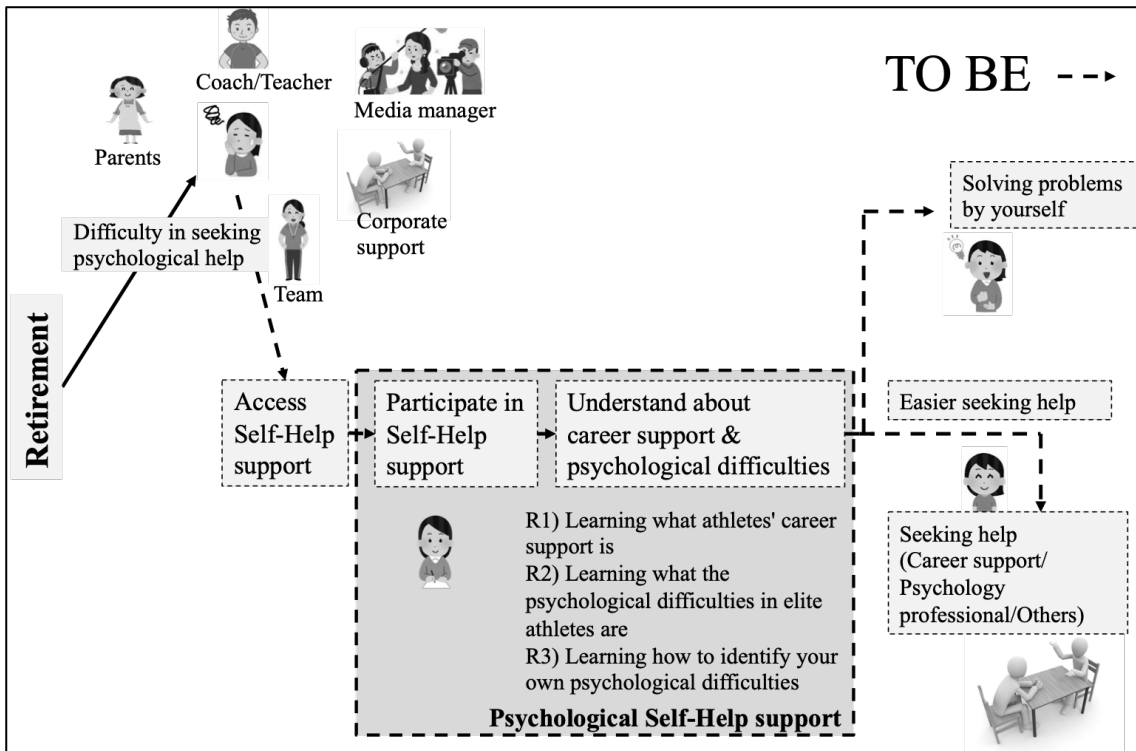 TO BE
Coach/Teacher
Media manager
Parents
Corporate
support
Difficulty in seeking
psychological help
Team
Retirement
Access
Self-Help
support
Participate in
Self-Help
support
Understand about
career support &
psychological difficulties
R1) Learning what athletes' career
support is
R2) Learning what the
psychological difficulties in elite
athletes are
R3) Learning how to identify your
own psychological difficulties
Psychological Self-Help support
Solving problems
by yourself
Easier seeking help
Seeking help
(Career support/
Psychology
professional/Others)